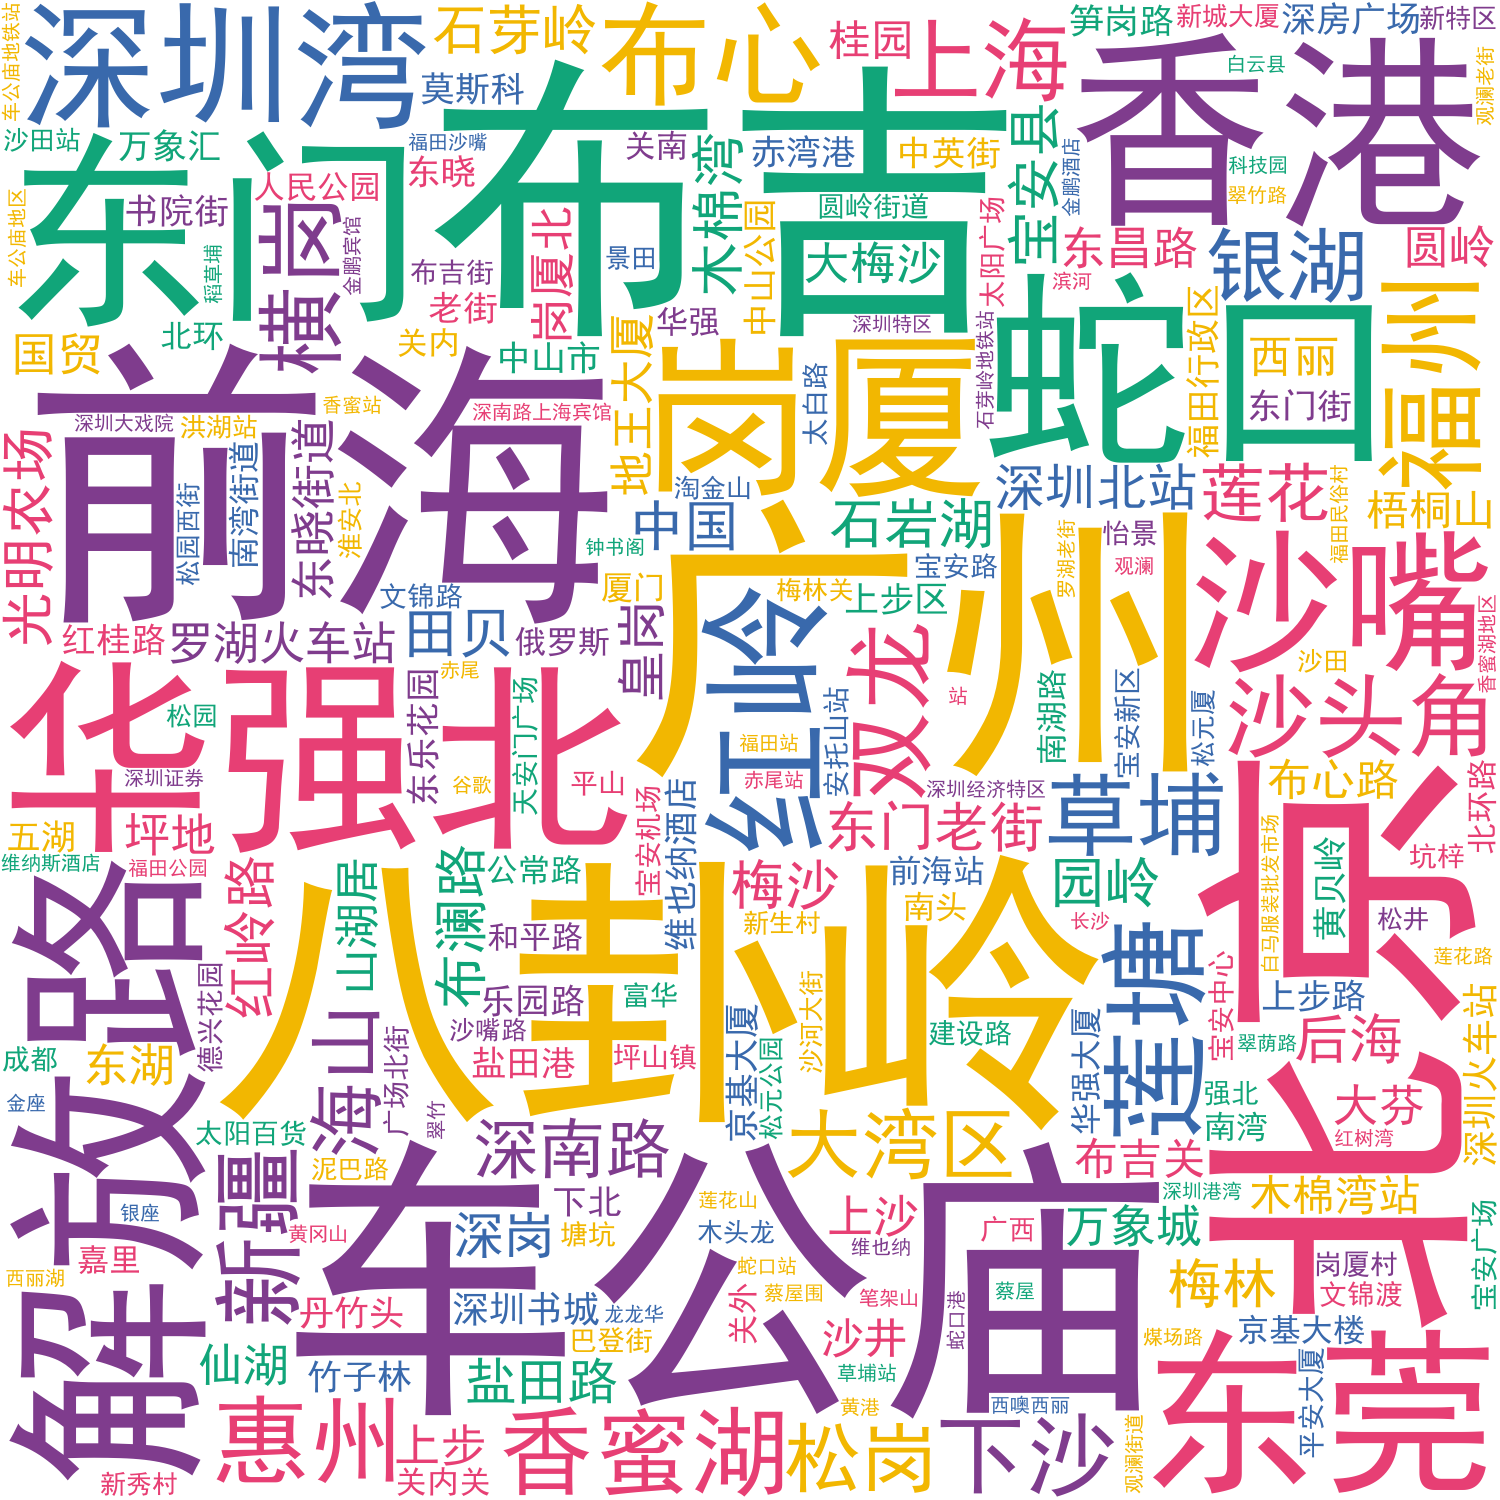 车公庙地铁站
深圳湾
石芽岭
布心
桂园
上海
笋岗路
新城大厦
深房广场
新特区
莫斯科
布吉
香港
白云县
观澜老街
沙田站
万象汇
福田沙嘴
东晓
关南
木棉湾
赤湾港
中英街
宝安县
金鹏酒店
科技园
翠竹路
东门
人民公园
书院街
横岗
金鹏宾馆
车公庙地区
稻草埔
岗厦北
景田
中山公园
圆岭街道
大梅沙
太阳广场
东昌路
银湖
圆岭
滨河
布吉街
老街
华强
深圳特区
蛇口
福州
国贸
北环
关内
中山市
地王大厦
岗厦
太白路
石芽岭地铁站
福田行政区
西丽
东门街
前海
深圳大戏院
洪湖站
香蜜站
深南路上海宾馆
光明农场
松园西街
南湾街道
东晓街道
淮安北
淘金山
中国
石岩湖
深圳北站
莲花
福田民俗村
梧桐山
钟书阁
广州
宝安路
怡景
观澜
罗湖老街
沙嘴
文锦路
厦门
梅林关
上步区
红桂路
罗湖火车站
田贝
俄罗斯
皇岗
红岭
双龙
香蜜湖地区
沙田
沙头角
华强北
松园
深圳证券
赤尾
东乐花园
天安门广场
谷歌
平山
福田站
赤尾站
安托山站
站
南湖路
宝安新区
松元厦
深圳经济特区
布心路
北环路
五湖
坪地
维纳斯酒店
福田公园
宝安机场
维也纳酒店
东门老街
草埔
北京
白马服装批发市场
黄贝岭
坑梓
松井
解放路
红岭路
山湖居
布澜路
公常路
和平路
八卦岭
梅沙
前海站
南头
新生村
园岭
长沙
莲塘
莲花路
德兴花园
乐园路
富华
沙嘴路
沙河大街
建设路
宝安中心
上步路
翠荫路
后海
深圳火车站
成都
东湖
金座
海山
广场北街
翠竹
盐田港
坪山镇
京基大厦
松元公园
华强大厦
强北
南湾
大芬
红树湾
太阳百货
泥巴路
深南路
大湾区
布吉关
深圳港湾
木棉湾站
银座
新疆
黄冈山
车公庙
下北
深岗
塘坑
莲花山
木头龙
上沙
维也纳
广西
万象城
岗厦村
宝安广场
嘉里
西丽湖
丹竹头
深圳书城
龙龙华
蛇口站
蔡屋围
笔架山
蔡屋
梅林
文锦渡
仙湖
竹子林
巴登街
关外
沙井
蛇口港
煤场路
京基大楼
盐田路
草埔站
黄港
西噢西丽
东莞
平安大厦
惠州
上步
香蜜湖
松岗
下沙
观澜街道
新秀村
关内关